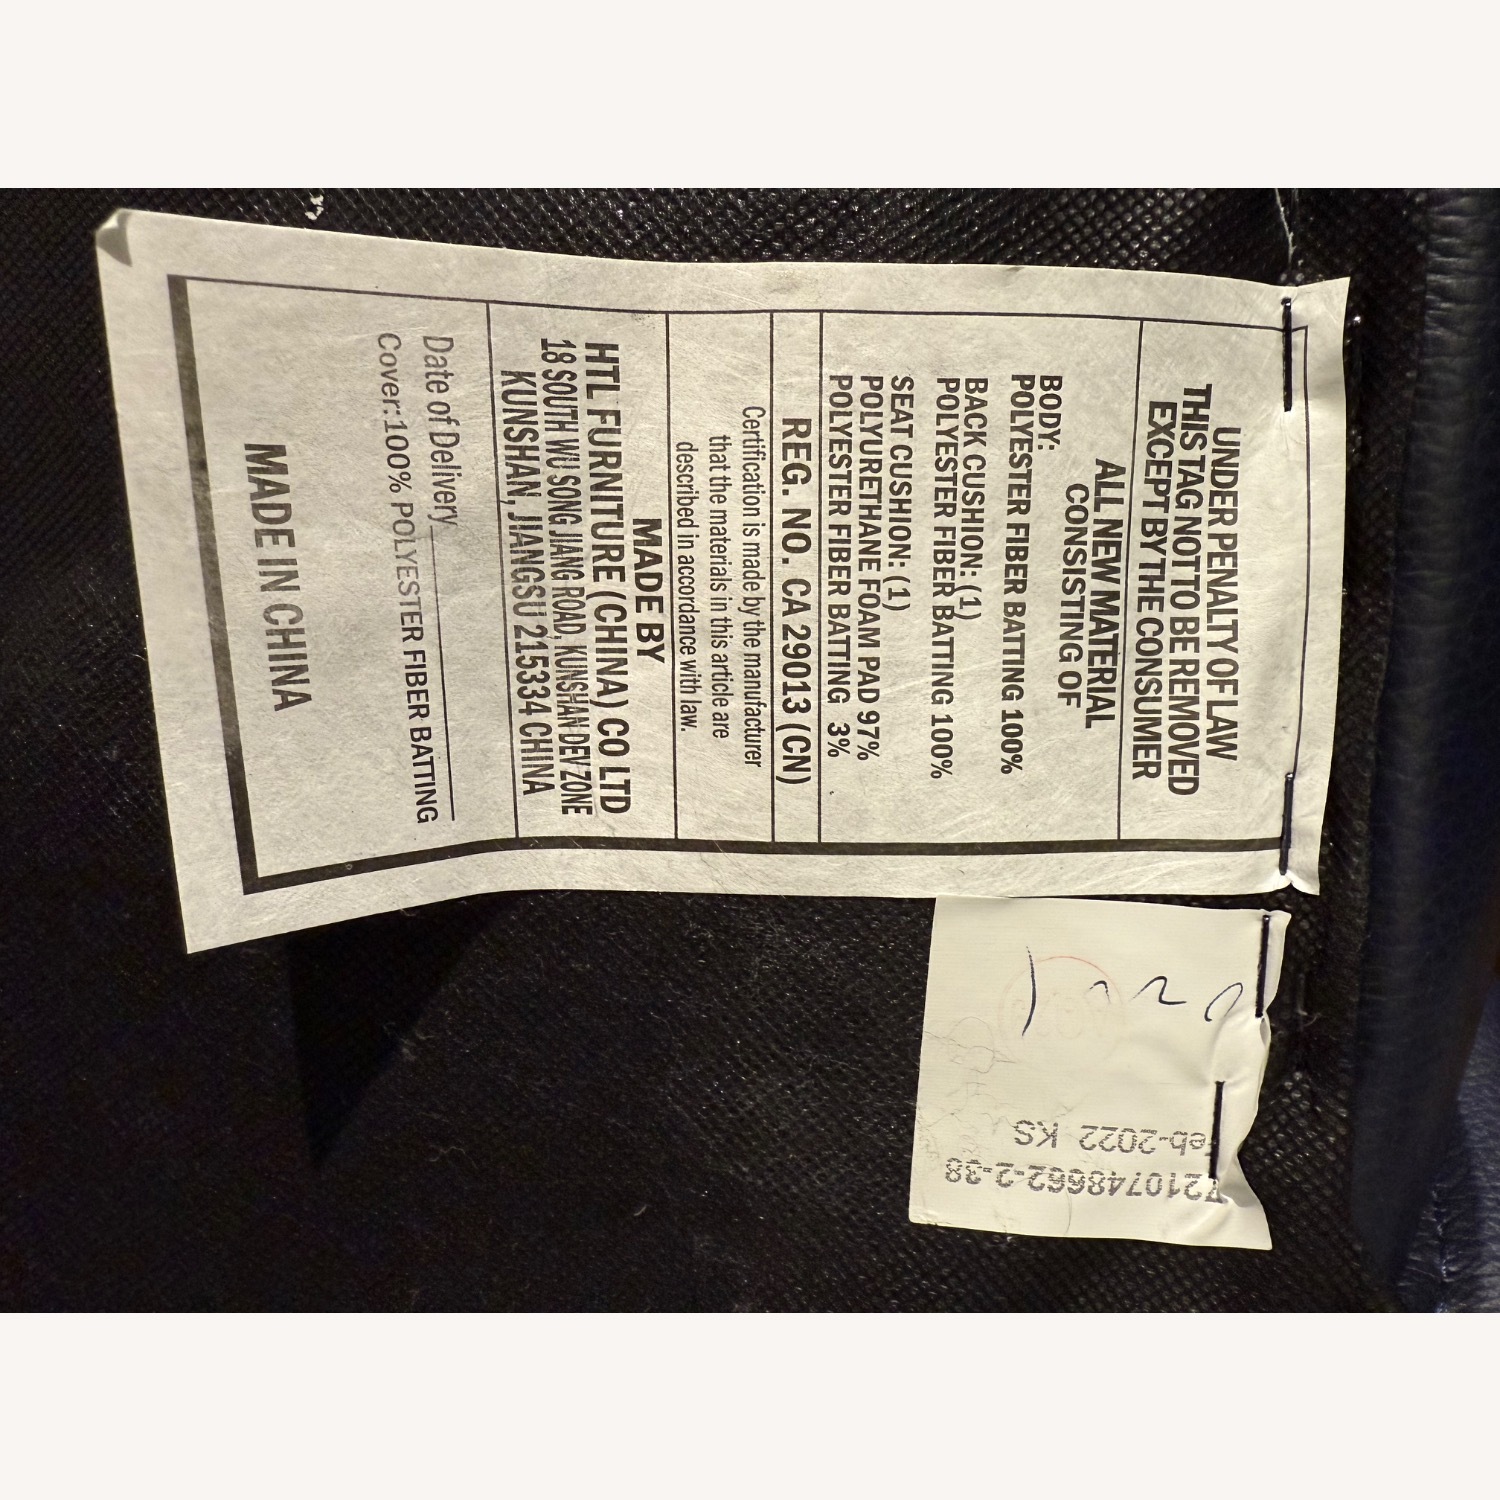 UNDER PENALTY OF LAW
THIS TAG NOT TO BE REMOVED
EXCEPT BY THE CONSUMER
ALL NEW MATERIAL
CONSISTING OF
BODY:
POLYESTER FIBER BATTING 100%
BACK CUSHION: (1)
POLYESTER FIBER BATTING 100%
SEAT CUSHION: (1)
POLYURETHANE FOAM PAD 97%
POLYESTER FIBER BATTING 3%
REG. NO. CA 29013 (CN)
Certification is made by the manufacturer
that the materials in this article are
described in accordance with law.
MADE BY
HTL FURNITURE (CHINA) CO LTD
18 SOUTH WU SONG JIANG ROAD, KUNSHAN DEV ZONE
KUNSHAN, JIANGSU 215334 CHINA
Date of Delivery
Cover:100% POLYESTER FIBER BATTING
MADE IN CHINA
7210748662-2-38
eb-2022 KS